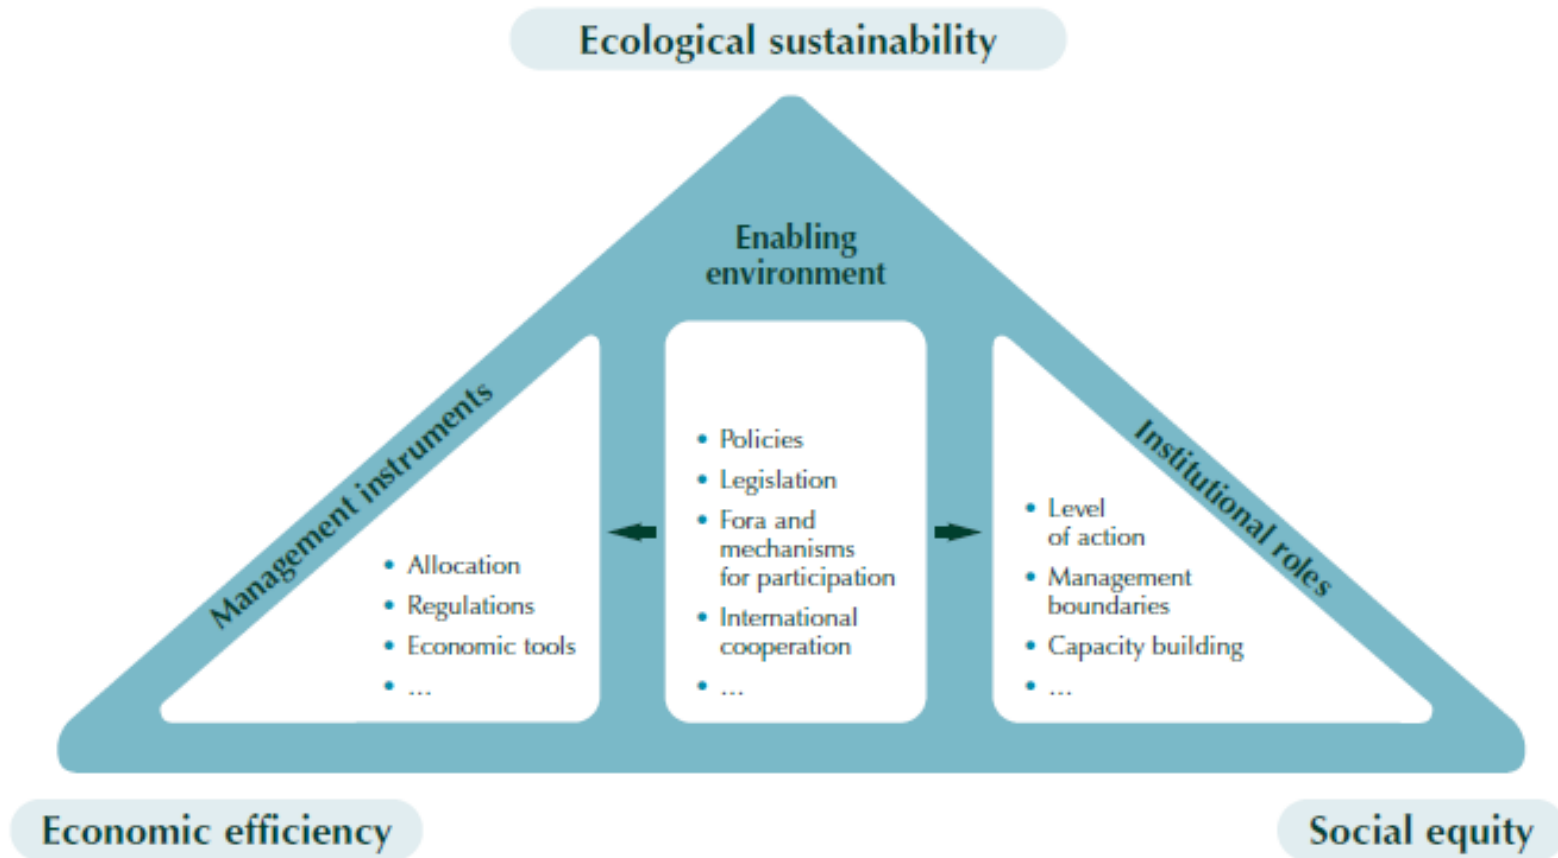 Ecological sustainability
Enabling
environment
Management instruments
• Allocation
• Regulations
• Economic tools
• ...
• Policies
• Legislation
• Fora and
mechanisms
for participation
• International
cooperation
• ...
Institutional roles
• Level
of action
• Management
boundaries
• Capacity building
• ...
Economic efficiency
Social equity